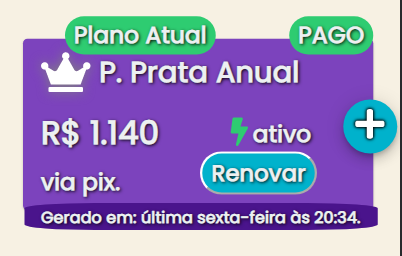 Plano Atual PAGO
P. Prata Anual
R$ 1.140 ativo +
via pix. Renovar
Gerado em: última sexta-feira às 20:34.